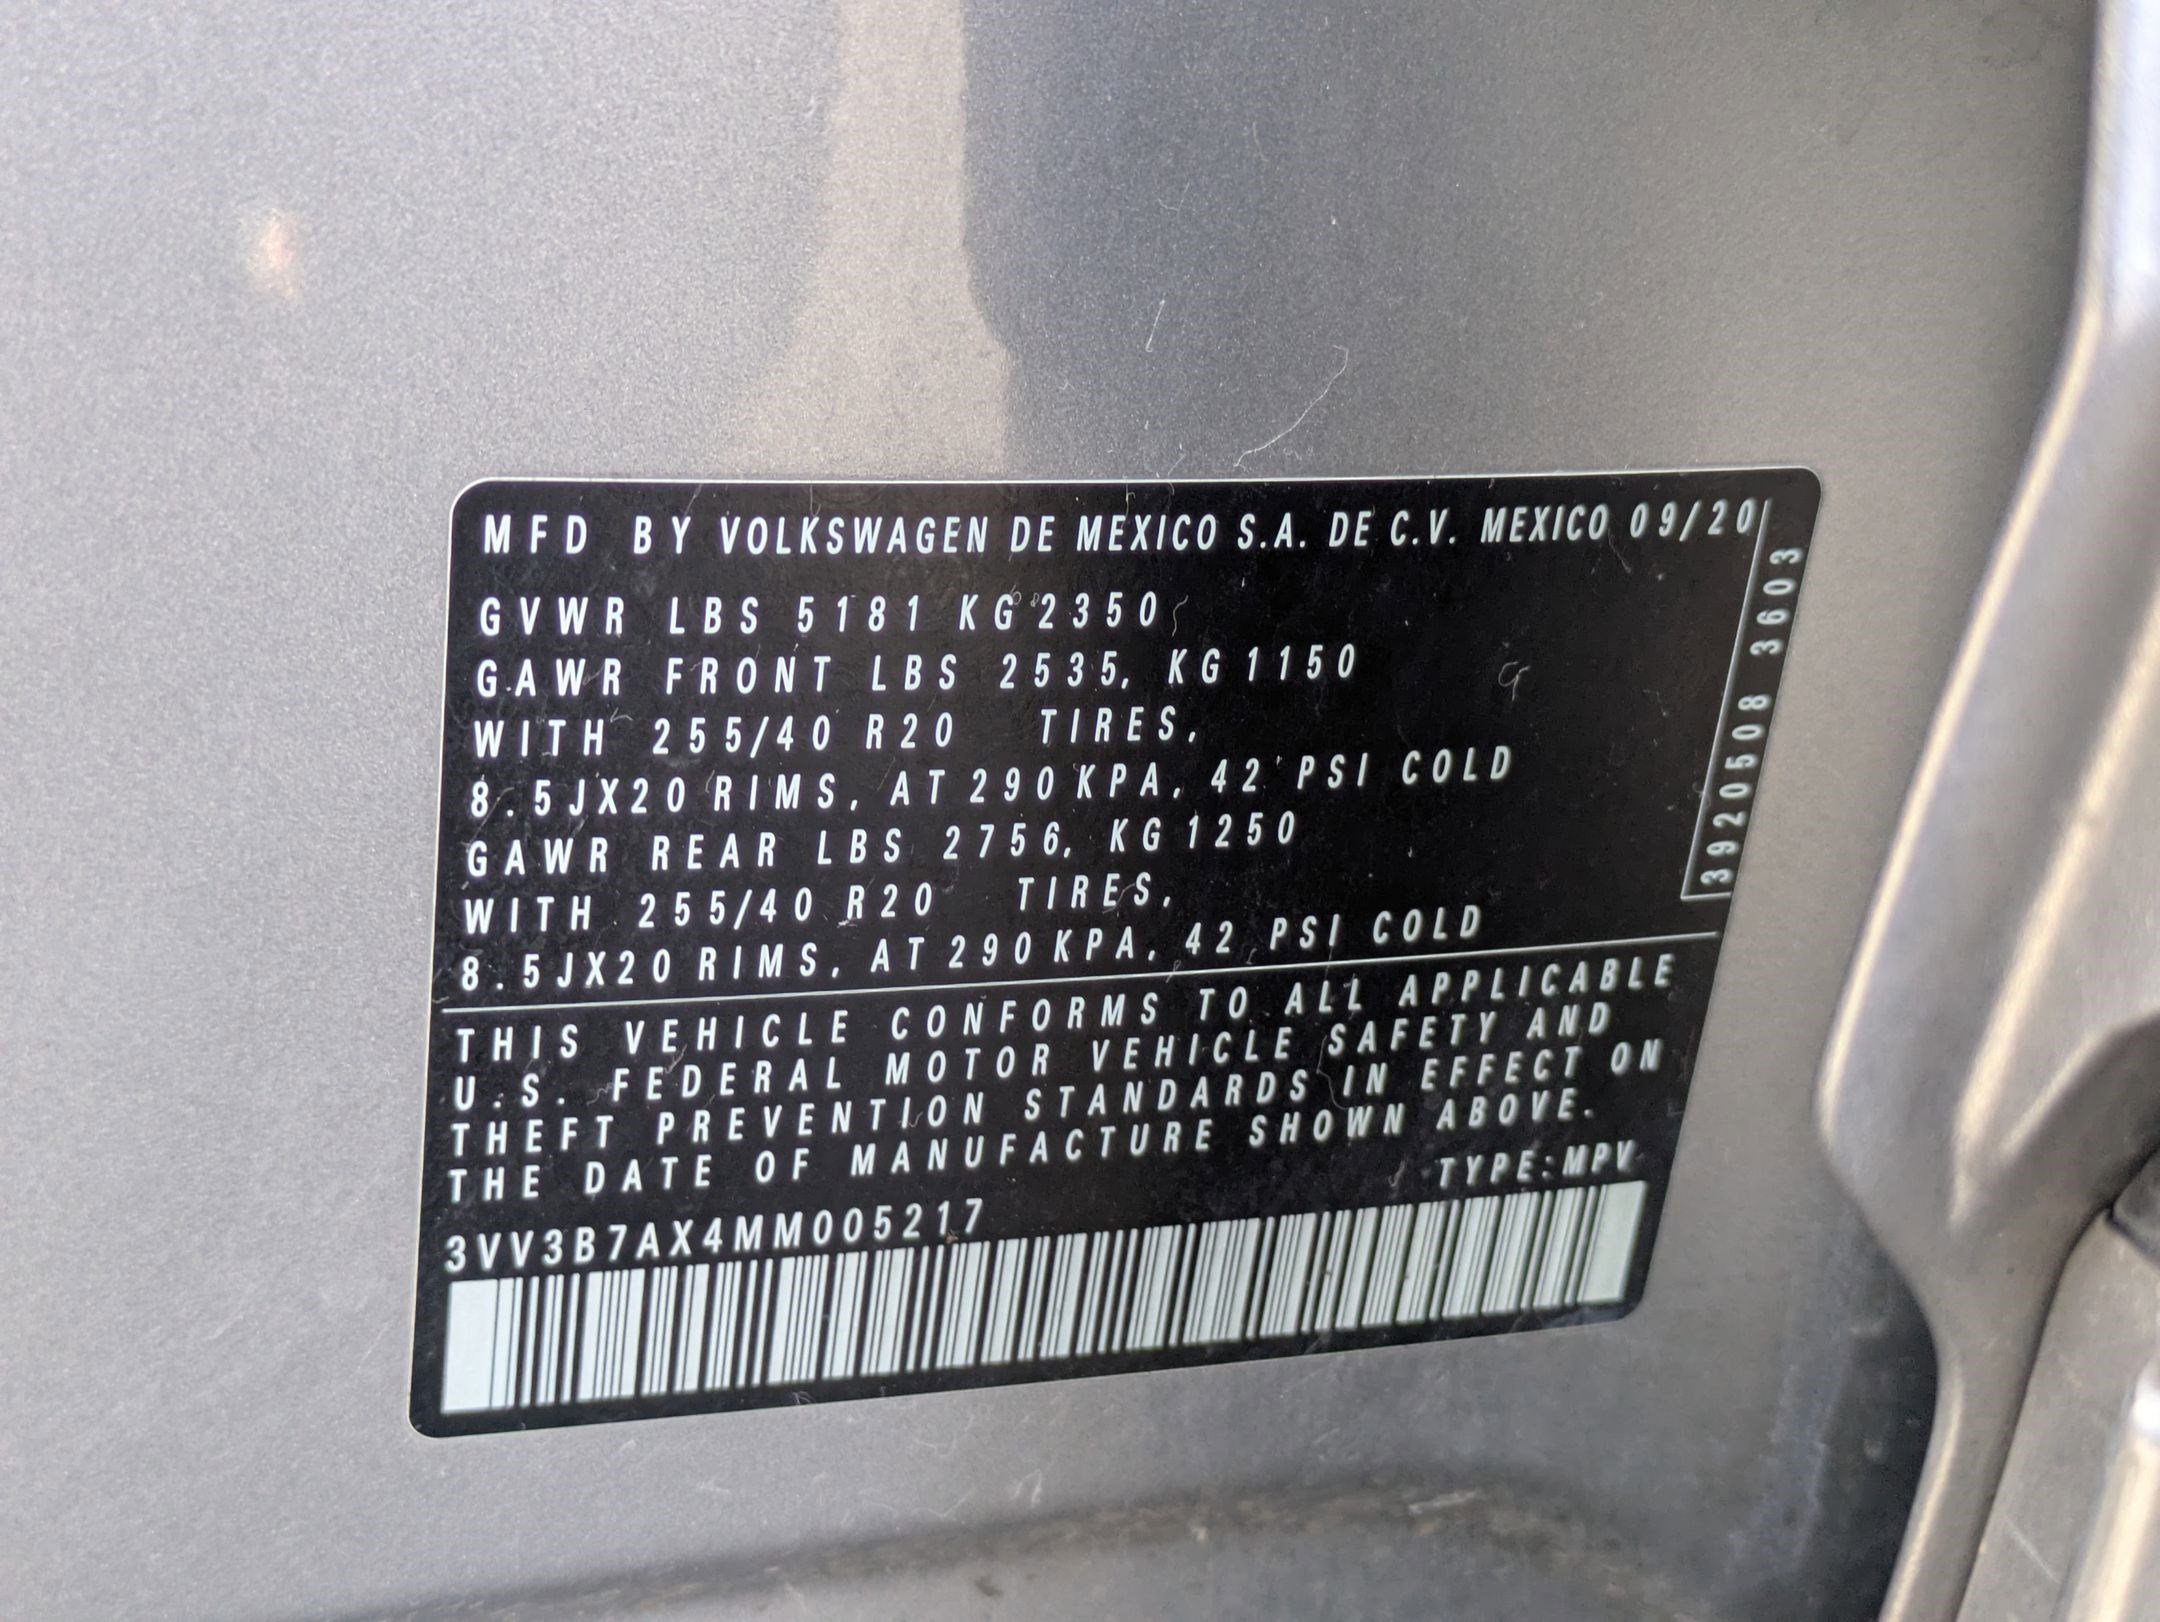 MFD BY VOLKSWAGEN DE MEXICO S.A. DE C.V. MEXICO 09/20
GVWR LBS 5181 KG 2350
GAWR FRONT LBS 2535, KG 1150
WITH 255/40 R20 TIRES,
8.5JX20 RIMS, AT 290 KPA, 42 PSI COLD
GAWR REAR LBS 2756, KG 1250
WITH 255/40 R20 TIRES,
8.5JX20 RIMS, AT 290 KPA, 42 PSI COLD
3920508 3603
THIS VEHICLE CONFORMS TO ALL APPLICABLE
U.S. FEDERAL MOTOR VEHICLE SAFETY AND
THEFT PREVENTION STANDARDS IN EFFECT ON
THE DATE OF MANUFACTURE SHOWN ABOVE.
TYPE:MPV
3VV3B7AX4MM005217